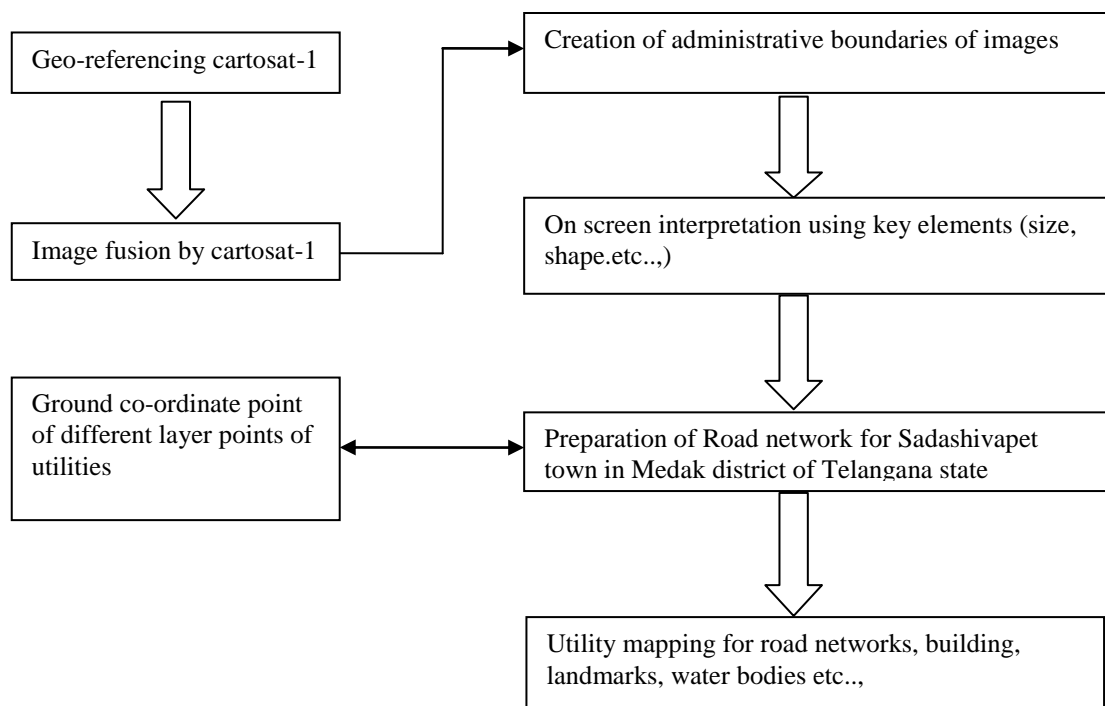 Geo-referencing cartosat-1
Image fusion by cartosat-1
Creation of administrative boundaries of images
On screen interpretation using key elements (size,
shape.etc..,)
Ground co-ordinate point
of different layer points of
utilities
Preparation of Road network for Sadashivapet
town in Medak district of Telangana state
Utility mapping for road networks, building,
landmarks, water bodies etc..,